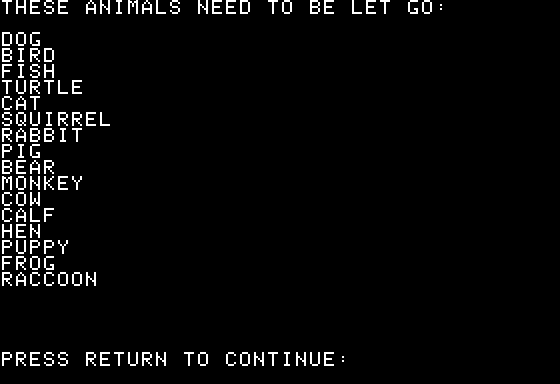 THESE ANIMALS NEED TO BE LET GO:
DOG
BIRD
FISH
TURTLE
CAT
SQUIRREL
RABBIT
PIG
BEAR
MONKEY
COW
CALF
HEN
PUPPY
FROG
RACCOON
PRESS RETURN TO CONTINUE: